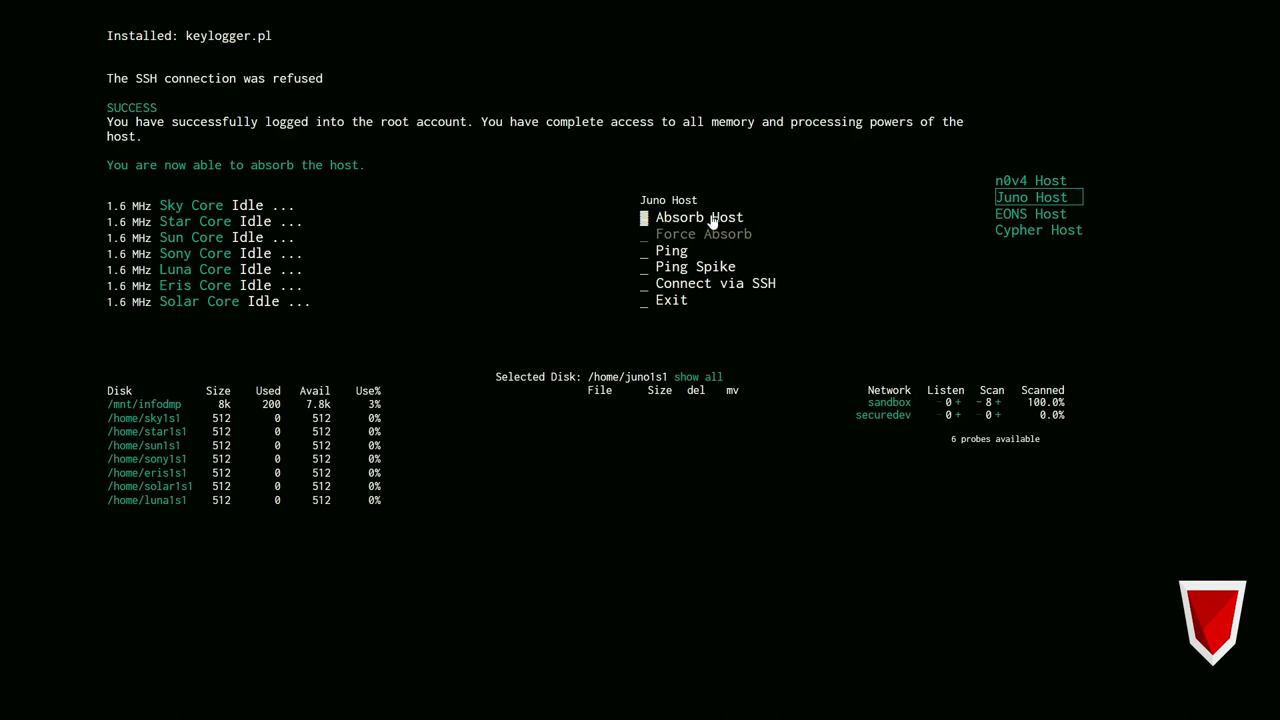 Installed: keylogger.pl
The SSH connection was refused
SUCCESS
You have successfully logged into the root account. You have complete access to all memory and processing powers of the
host.
You are now able to absorb the host.
1.6 MHz Sky Core Idle ...
1.6 MHz Star Core Idle ...
1.6 MHz Sun Core Idle ...
1.6 MHz Sony Core Idle ...
1.6 MHz Luna Core Idle ...
1.6 MHz Eris Core Idle ...
1.6 MHz Solar Core Idle ...
Juno Host
Absorb Host
_ Force Absorb
_ Ping
_ Ping Spike
_ Connect via SSH
_ Exit
n0v4 Host
Juno Host
EONS Host
Cypher Host
Disk Size Used Avail Use%
/mnt/infodmp 8k 200 7.8k 3%
/home/sky1s1 512 0 512 0%
/home/star1s1 512 0 512 0%
/home/sun1s1 512 0 512 0%
/home/sony1s1 512 0 512 0%
/home/eris1s1 512 0 512 0%
/home/solar1s1 512 0 512 0%
/home/luna1s1 512 0 512 0%
Selected Disk: /home/juno1s1 show all
File Size del mv
Network Listen Scan Scanned
sandbox - 0 + - 8 + 100.0%
securedev - 0 + - 0 + 0.0%
6 probes available